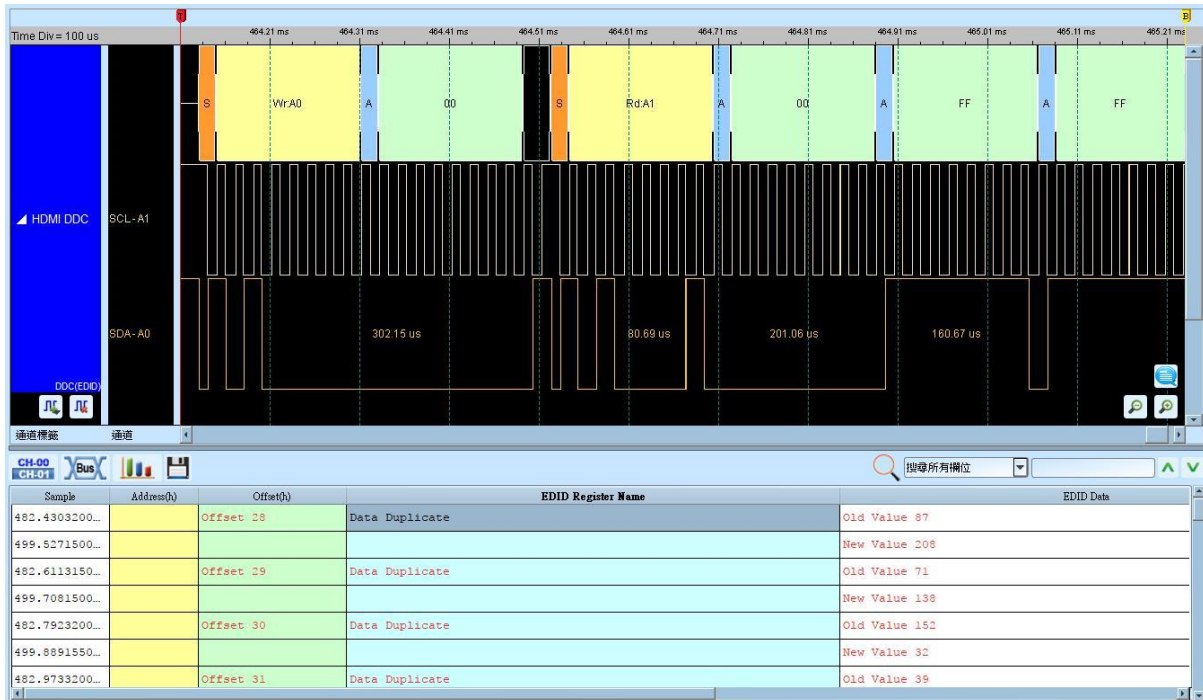 T
B
Time Div = 100 us
464.21 ms 464.31 ms 464.41 ms 464.51 ms 464.61 ms 464.71 ms 464.81 ms 464.91 ms 465.01 ms 465.11 ms 465.21 ms
S Wr:A0 A 00 S Rd:A1 A 00 A FF A FF
HDMI DDC SCL-A1
SDA-A0 302.15 us 80.69 us 201.06 us 160.67 us
DDC(EDID)
通道標籤 通道
CH-00
CH-01
Bus
搜尋所有欄位
Sample Address(h) Offset(h) EDID Register Name EDID Data
482.4303200... Offset 28 Data Duplicate Old Value 87
499.5271500... New Value 208
482.6113150... Offset 29 Data Duplicate Old Value 71
499.7081500... New Value 138
482.7923200... Offset 30 Data Duplicate Old Value 152
499.8891550... New Value 32
482.9733200... Offset 31 Data Duplicate Old Value 39